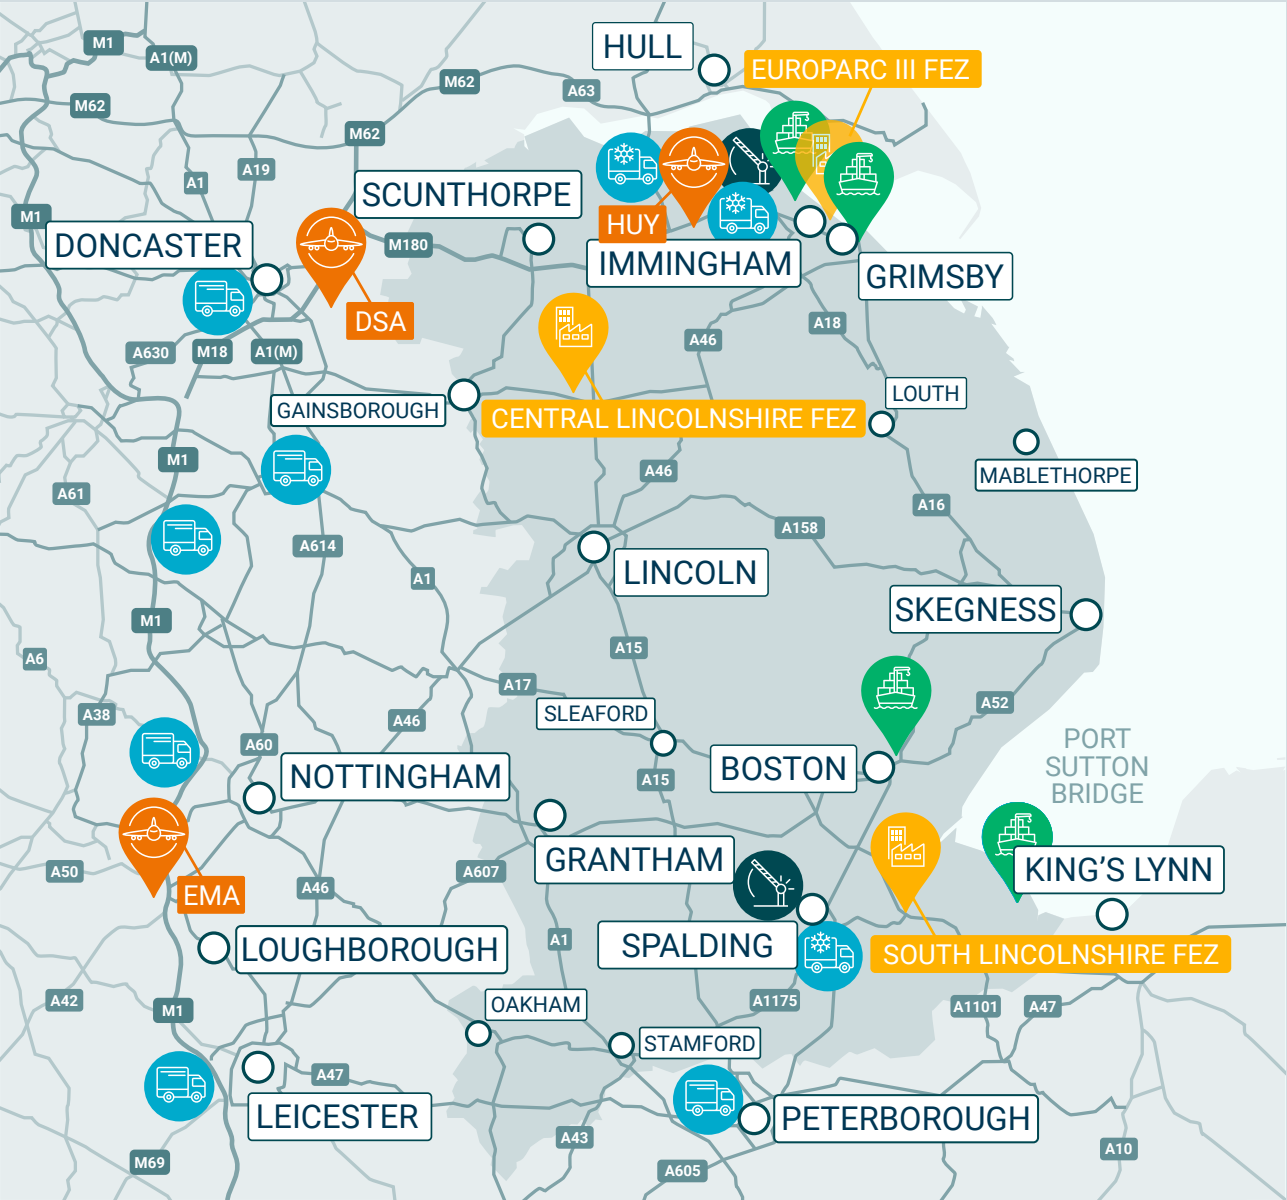 HULL
M1
A1(M)
EUROPARC III FEZ
M62
A63
M62
M62
A19
A1
SCUNTHORPE
M1
HUY
DONCASTER
M180
IMMINGHAM
GRIMSBY
DSA
A18
A46
A630
M18
A1(M)
LOUTH
GAINSBOROUGH
CENTRAL LINCOLNSHIRE FEZ
M1
A46
MABLETHORPE
A61
A16
A158
A614
LINCOLN
A1
SKEGNESS
M1
A15
A6
A17
A52
SLEAFORD
A38
A46
A60
PORT
SUTTON
BRIDGE
BOSTON
NOTTINGHAM
A15
GRANTHAM
KING'S LYNN
A50
A607
A46
EMA
A1
SPALDING
LOUGHBOROUGH
SOUTH LINCOLNSHIRE FEZ
A42
M1
OAKHAM
A1175
A1101
A47
STAMFORD
A47
LEICESTER
PETERBOROUGH
A43
A10
M69
A605